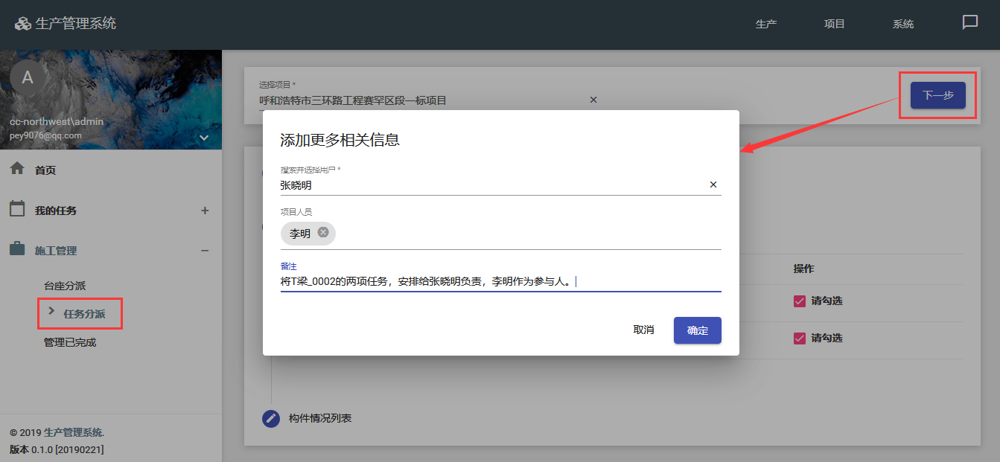 生产管理系统
生产
项目
系统
A
cc-northwest\admin
pey9076@qq.com
首页
我的任务
施工管理
台座分派
任务分派
管理已完成
© 2019 生产管理系统.
版本 0.1.0 [20190221]
选择项目 *
呼和浩特市三环路工程赛罕区段一标项目
下一步
添加更多相关信息
搜索并选择用户 *
张晓明
项目人员
李明
备注
将T梁_0002的两项任务，安排给张晓明负责，李明作为参与人。
取消
确定
操作
请勾选
请勾选
构件情况列表